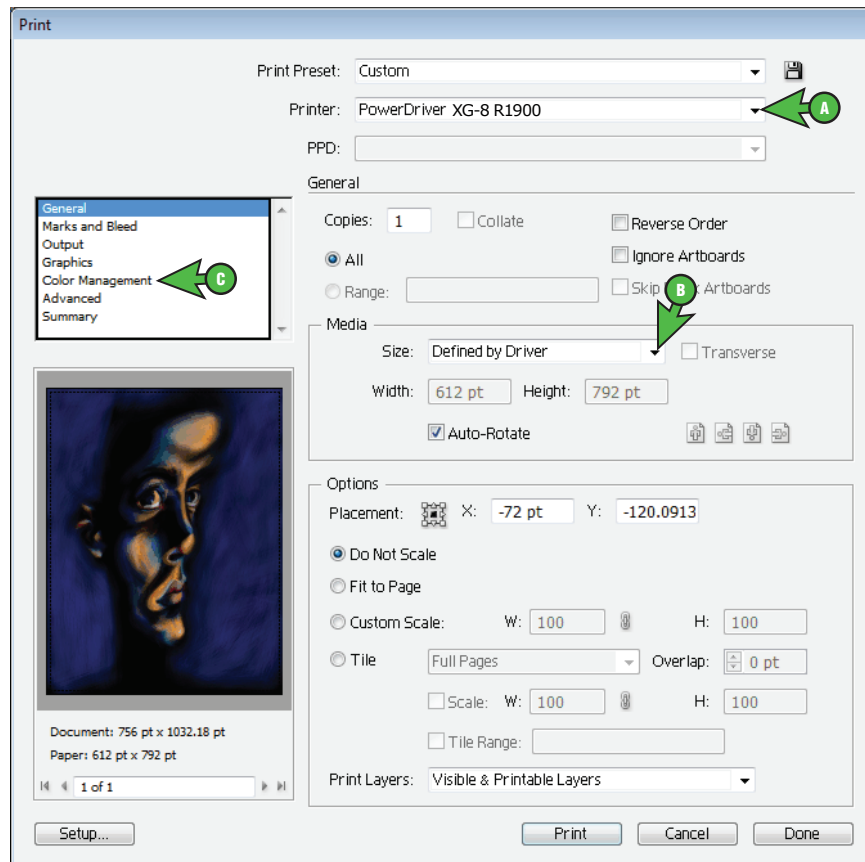 Print
Print Preset: Custom
Printer: PowerDriver XG-8 R1900
A
PPD:
General
Marks and Bleed
Output
Graphics
Color Management
Advanced
Summary
C
General
Copies: 1 Collate Reverse Order
All Ignore Artboards
Range: Skip Artboards
B
Media
Size: Defined by Driver Transverse
Width: 612 pt Height: 792 pt
Auto-Rotate
Options
Placement: X: -72 pt Y: -120.0913
Do Not Scale
Fit to Page
Custom Scale: W: 100 H: 100
Tile Full Pages Overlap: 0 pt
Scale: W: 100 H: 100
Tile Range:
Print Layers: Visible & Printable Layers
Document: 756 pt x 1032.18 pt
Paper: 612 pt x 792 pt
1 of 1
Setup... Print Cancel Done